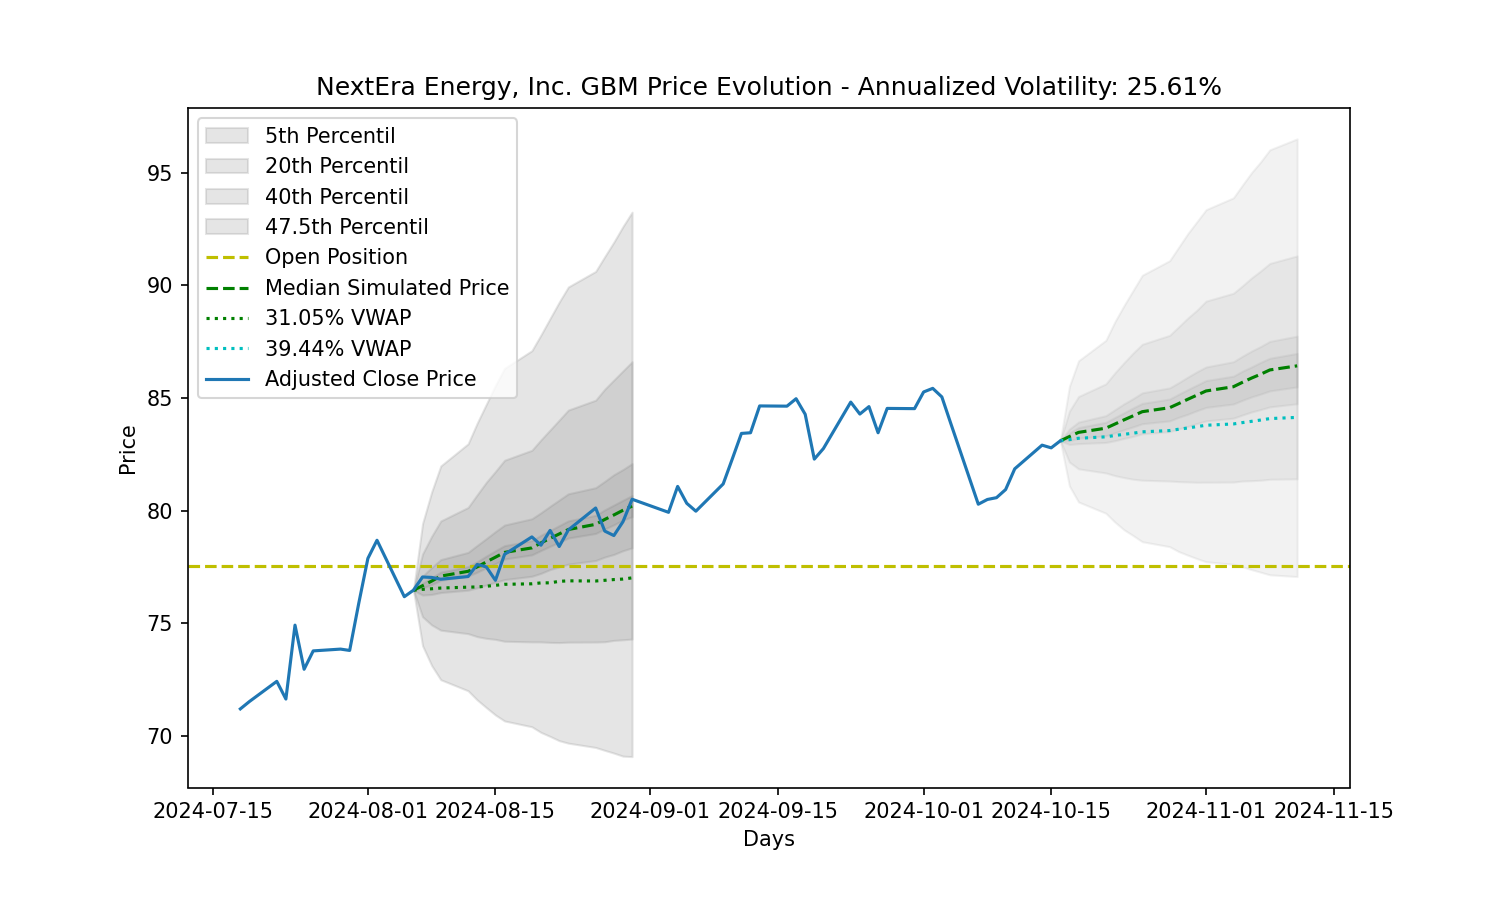 NextEra Energy, Inc. GBM Price Evolution - Annualized Volatility: 25.61%
5th Percentil
20th Percentil
40th Percentil
47.5th Percentil
Open Position
Median Simulated Price
31.05% VWAP
39.44% VWAP
Adjusted Close Price
95
90
85
80
75
70
Price
2024-07-15 2024-08-01 2024-08-15 2024-09-01 2024-09-15 2024-10-01 2024-10-15 2024-11-01 2024-11-15
Days